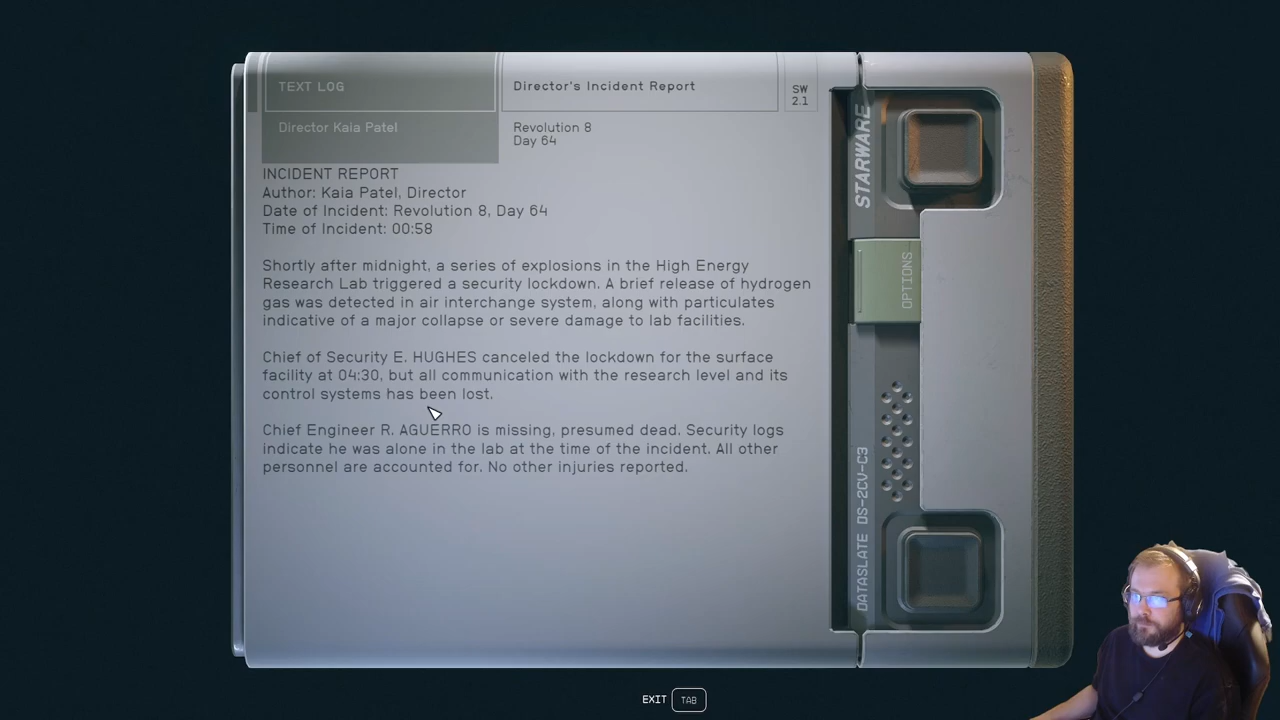 TEXT LOG
Director's Incident Report
SW
2.1
Director Kaia Patel
Revolution 8
Day 64
INCIDENT REPORT
Author: Kaia Patel, Director
Date of Incident: Revolution 8, Day 64
Time of Incident: 00:58
Shortly after midnight, a series of explosions in the High Energy
Research Lab triggered a security lockdown. A brief release of hydrogen
gas was detected in air interchange system, along with particulates
indicative of a major collapse or severe damage to lab facilities.
Chief of Security E. HUGHES canceled the lockdown for the surface
facility at 04:30, but all communication with the research level and its
control systems has been lost.
Chief Engineer R. AGUERRO is missing, presumed dead. Security logs
indicate he was alone in the lab at the time of the incident. All other
personnel are accounted for. No other injuries reported.
STARWARE
OPTIONS
DATASLATE DS-2CV-C3
EXIT TAB